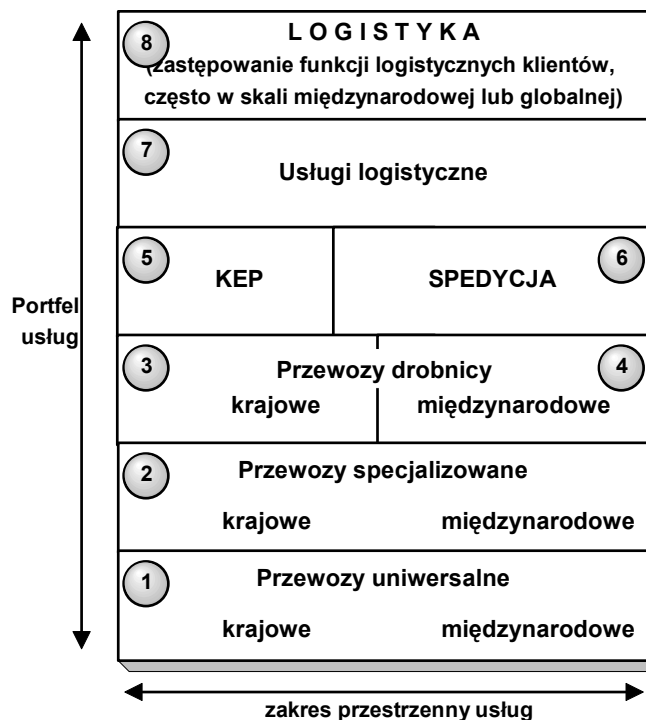 8
L O G I S T Y K A
(zastępowanie funkcji logistycznych klientów,
często w skali międzynarodowej lub globalnej)
7
Usługi logistyczne
5
KEP
SPEDYCJA
6
Portfel
usług
3
Przewozy drobnicy
4
krajowe
międzynarodowe
2
Przewozy specjalizowane
krajowe
międzynarodowe
1
Przewozy uniwersalne
krajowe
międzynarodowe
zakres przestrzenny usług